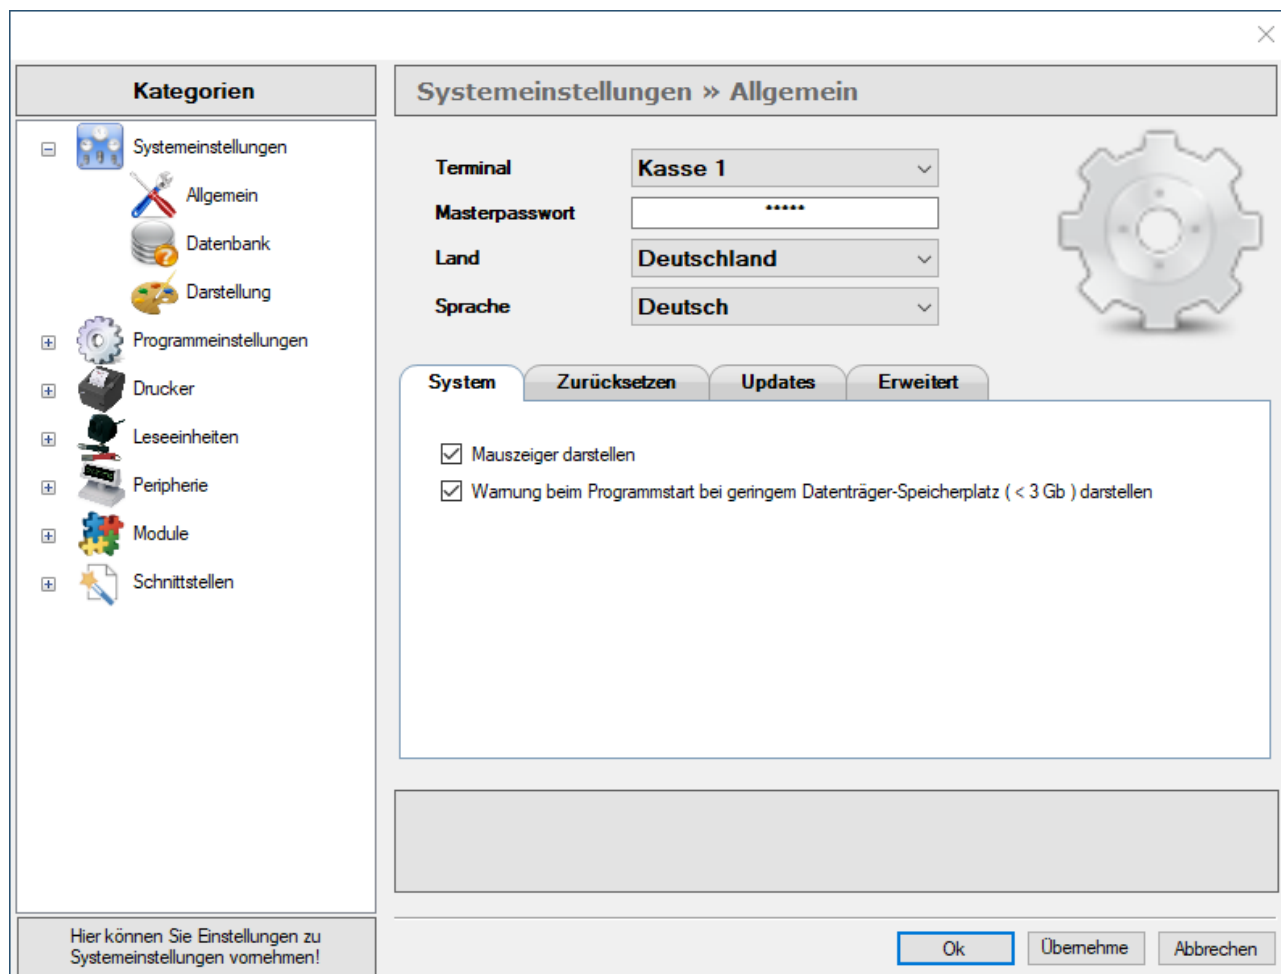 Kategorien
Systemeinstellungen
Allgemein
Datenbank
Darstellung
Programmeinstellungen
Drucker
Leseeinheiten
Peripherie
Module
Schnittstellen
Hier können Sie Einstellungen zu
Systemeinstellungen vornehmen!
Systemeinstellungen » Allgemein
Terminal Kasse 1
Masterpasswort *****
Land Deutschland
Sprache Deutsch
System Zurücksetzen Updates Erweitert
Mauszeiger darstellen
Warnung beim Programmstart bei geringem Datenträger-Speicherplatz ( < 3 Gb ) darstellen
Ok Übernehme Abbrechen